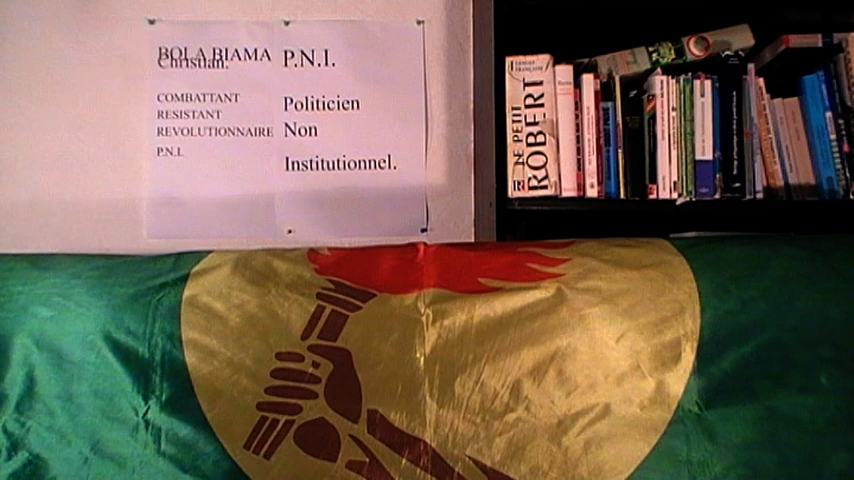 BOLA BIAMA
Christian.
COMBATTANT
RESISTANT
REVOLUTIONNAIRE
P.N.I.
P.N.I.
Politicien
Non
Institutionnel.
LE PETIT
ROBERT